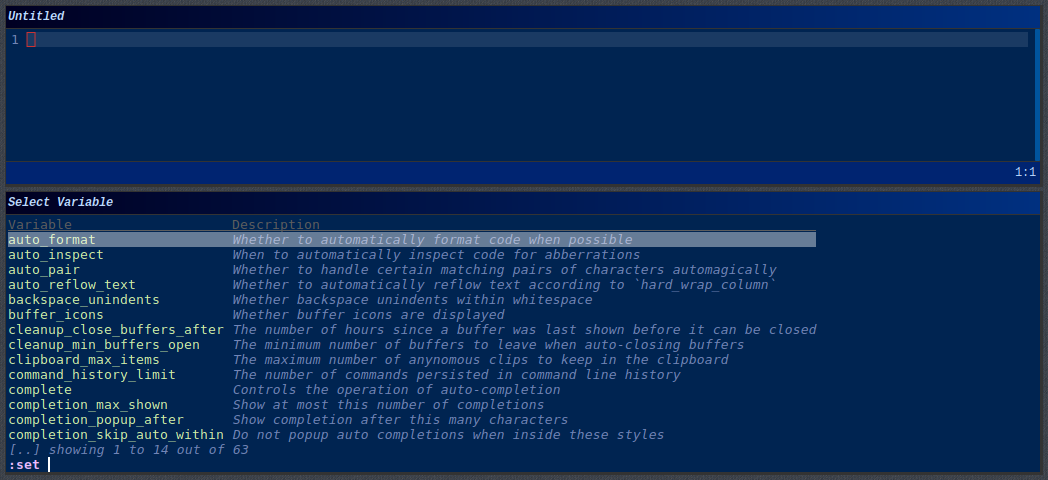 Untitled
1
1:1
Select Variable
Variable Description
auto_format Whether to automatically format code when possible
auto_inspect When to automatically inspect code for abberrations
auto_pair Whether to handle certain matching pairs of characters automagically
auto_reflow_text Whether to automatically reflow text according to `hard_wrap_column`
backspace_unindents Whether backspace unindents within whitespace
buffer_icons Whether buffer icons are displayed
cleanup_close_buffers_after The number of hours since a buffer was last shown before it can be closed
cleanup_min_buffers_open The minimum number of buffers to leave when auto-closing buffers
clipboard_max_items The maximum number of anynomous clips to keep in the clipboard
command_history_limit The number of commands persisted in command line history
complete Controls the operation of auto-completion
completion_max_shown Show at most this number of completions
completion_popup_after Show completion after this many characters
completion_skip_auto_within Do not popup auto completions when inside these styles
[..] showing 1 to 14 out of 63
:set